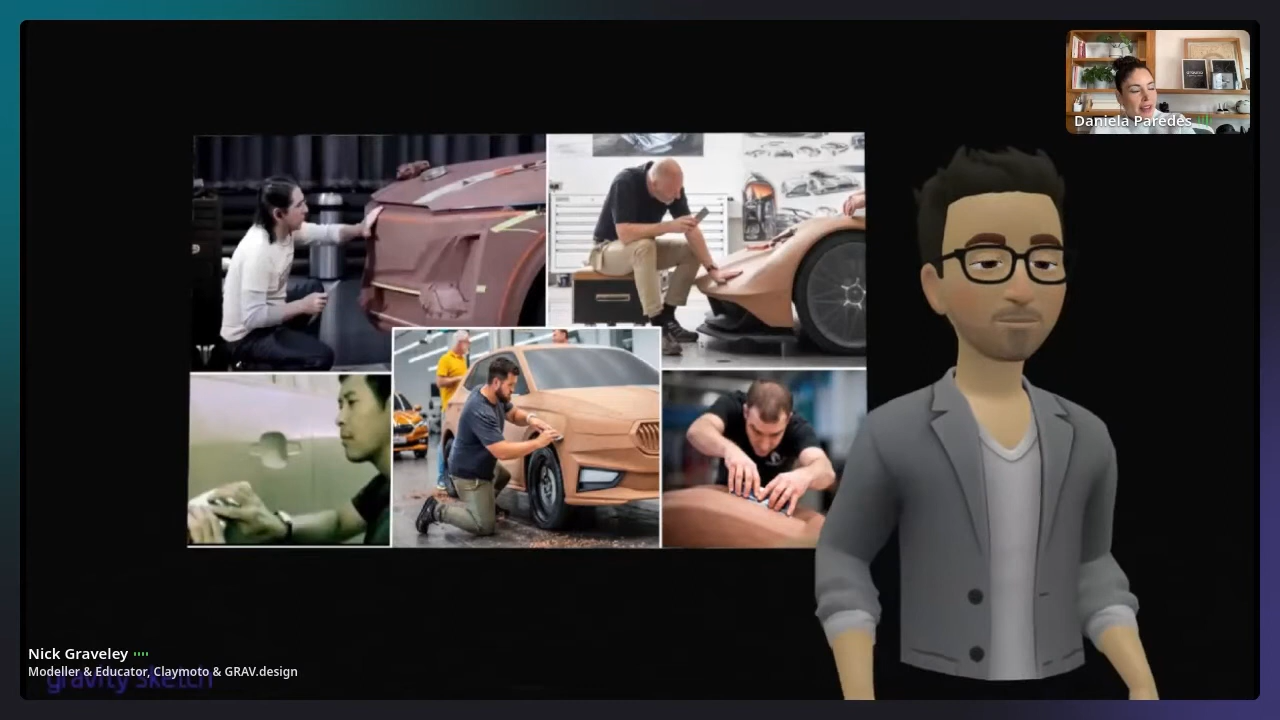 Daniela Paredes
Nick Graveley
Modeller & Educator, Claymoto & GRAV.design
gravity sketch